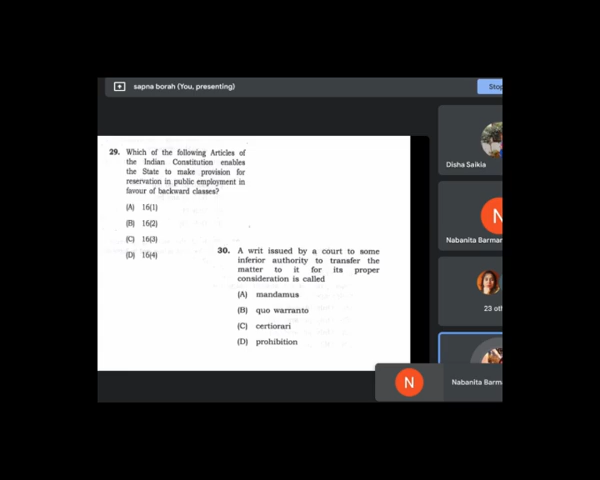 sapna borah (You, presenting)
Stop
Disha Saikia
29. Which of the following Articles of
the Indian Constitution enables
the State to make provision for
reservation in public employment in
favour of backward classes?
(A) 16(1)
(B) 16(2)
(C) 16(3)
(D) 16(4)
30. A writ issued by a court to some
inferior authority to transfer the
matter to it for its proper
consideration is called
(A) mandamus
(B) quo warranto
(C) certiorari
(D) prohibition
N
Nabanita Barman
23 oth
N
Nabanita Barm